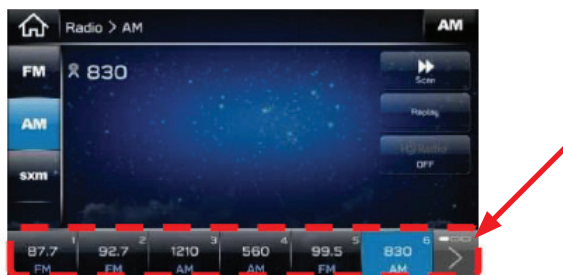 Radio > AM
AM
FM
830
Scan
AM
Replay
HD Radio
OFF
sxm
1 2 3 4 5 6
87.7 92.7 1210 560 99.5 830
FM FM AM AM FM AM